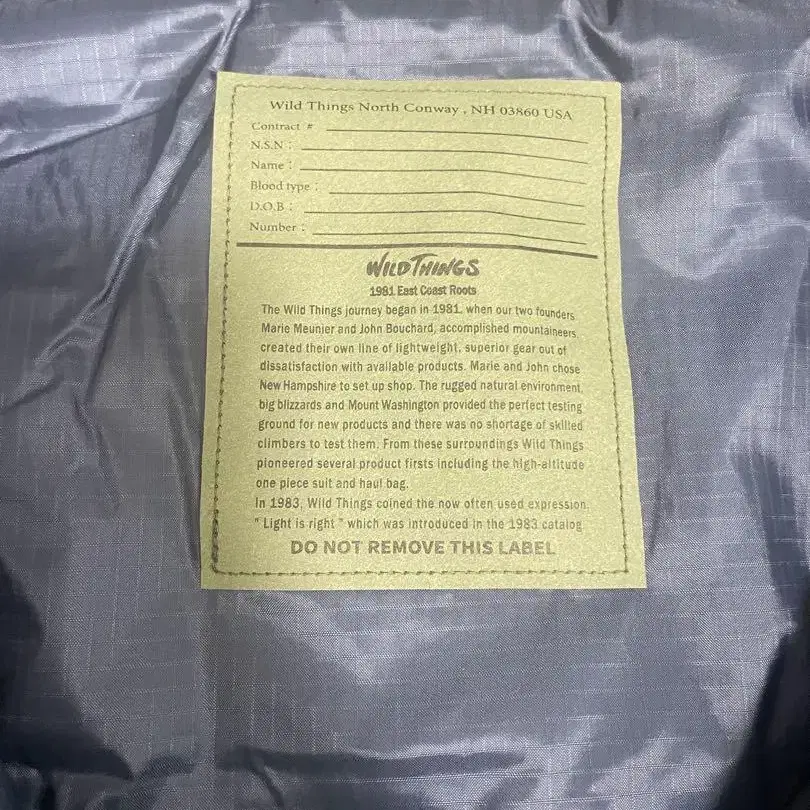 Wild Things North Conway , NH 03860 USA
Contract #
N.S.N :
Name :
Blood type :
D.O.B :
Number :
WILD THINGS
1981 East Coast Roots
The Wild Things journey began in 1981, when our two founders
Marie Meunier and John Bouchard, accomplished mountaineers,
created their own line of lightweight, superior gear out of
dissatisfaction with available products. Marie and John chose
New Hampshire to set up shop. The rugged natural environment,
big blizzards and Mount Washington provided the perfect testing
ground for new products and there was no shortage of skilled
climbers to test them. From these surroundings Wild Things
pioneered several product firsts including the high-altitude
one piece suit and haul bag.
In 1983, Wild Things coined the now often used expression,
" Light is right " which was introduced in the 1983 catalog
DO NOT REMOVE THIS LABEL